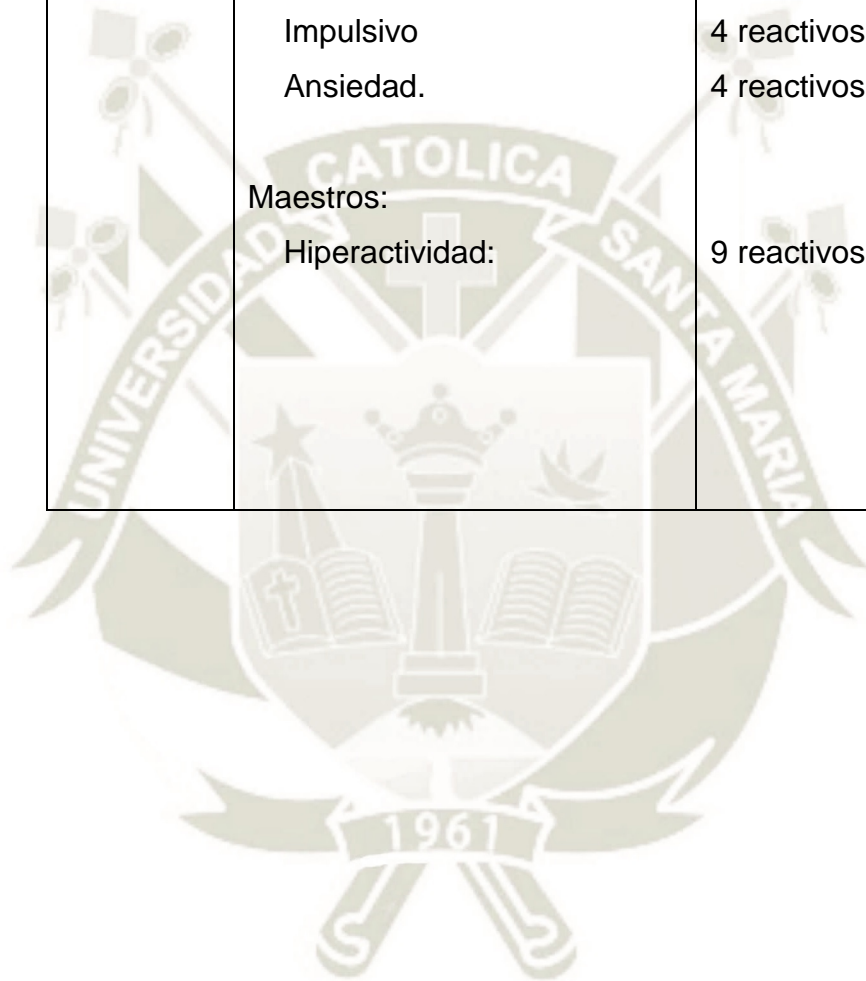 Impulsivo 4 reactivos
Ansiedad. 4 reactivos
Maestros:
Hiperactividad: 9 reactivos
UNIVERSIDAD CATOLICA SANTA MARIA
1961